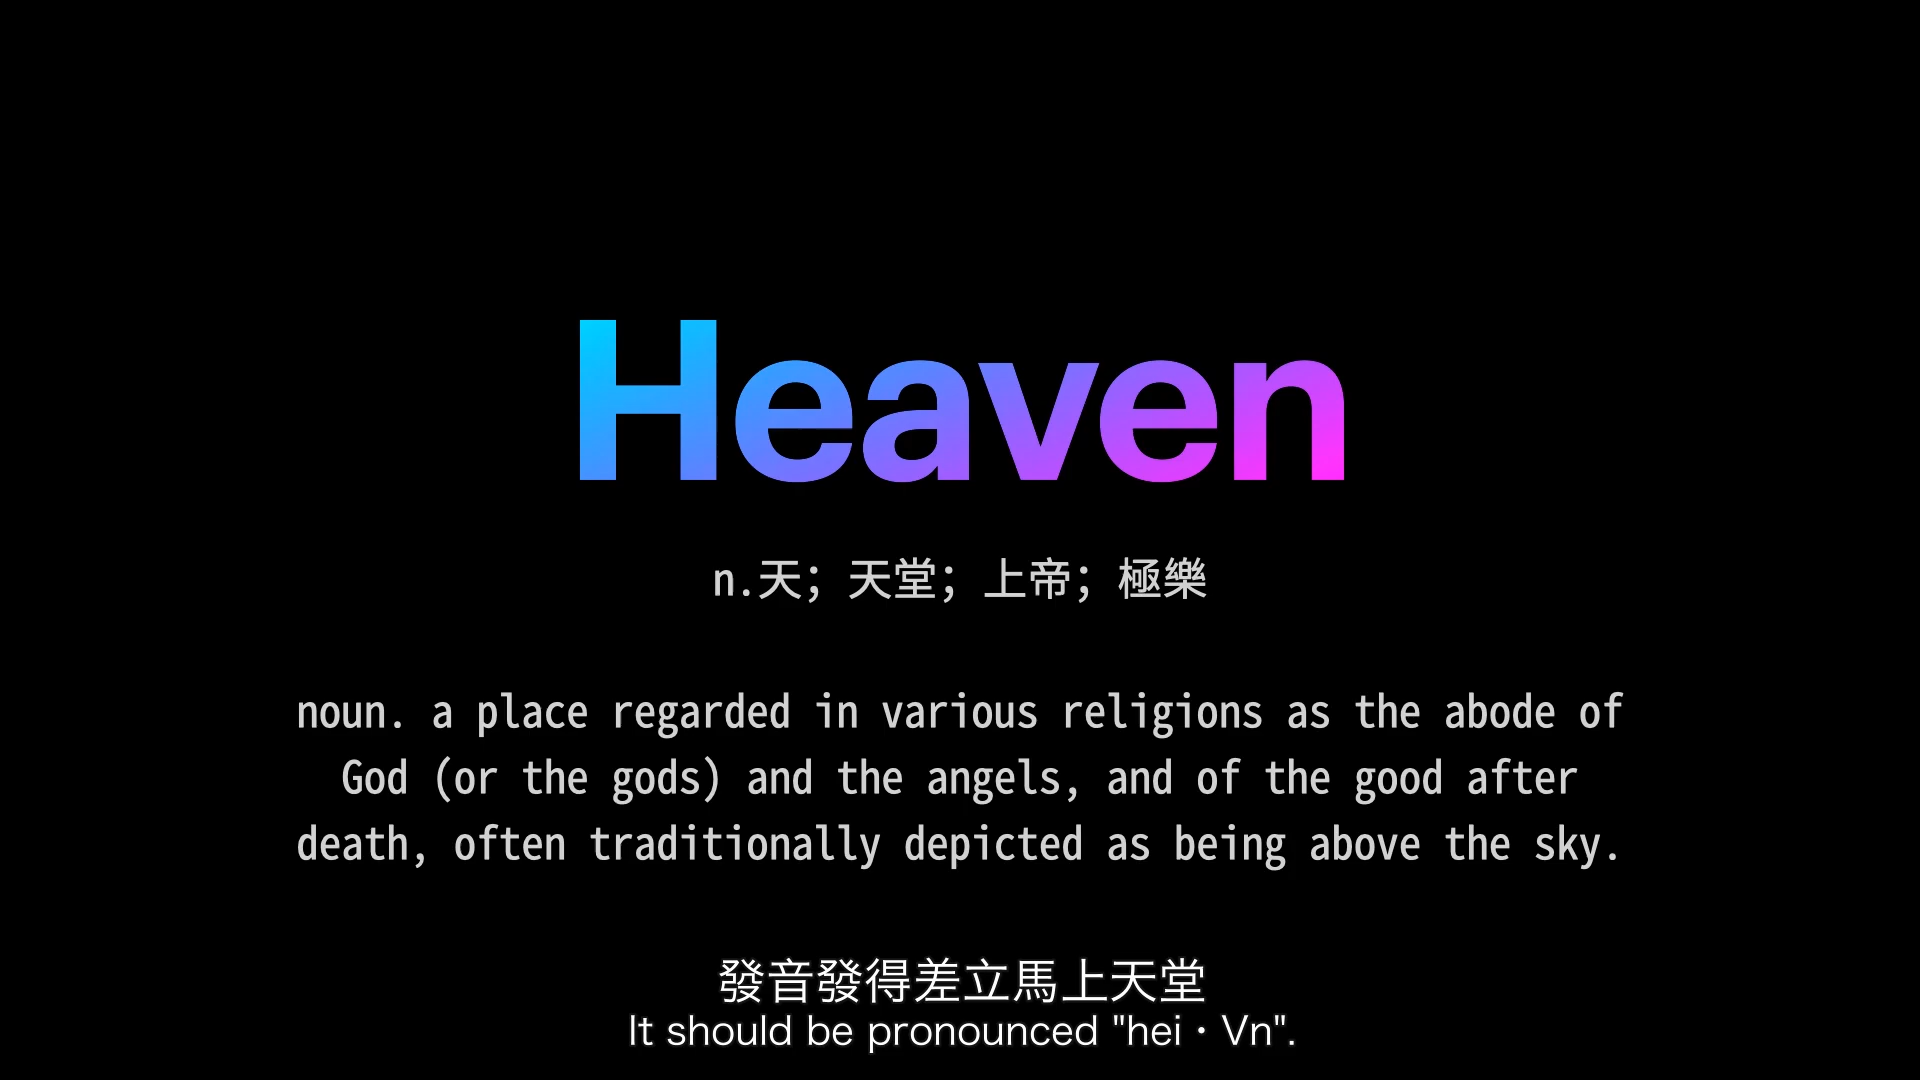 Heaven
n.天；天堂；上帝；極樂
noun. a place regarded in various religions as the abode of
God (or the gods) and the angels, and of the good after
death, often traditionally depicted as being above the sky.
發音發得差立馬上天堂
It should be pronounced "hei・Vn".